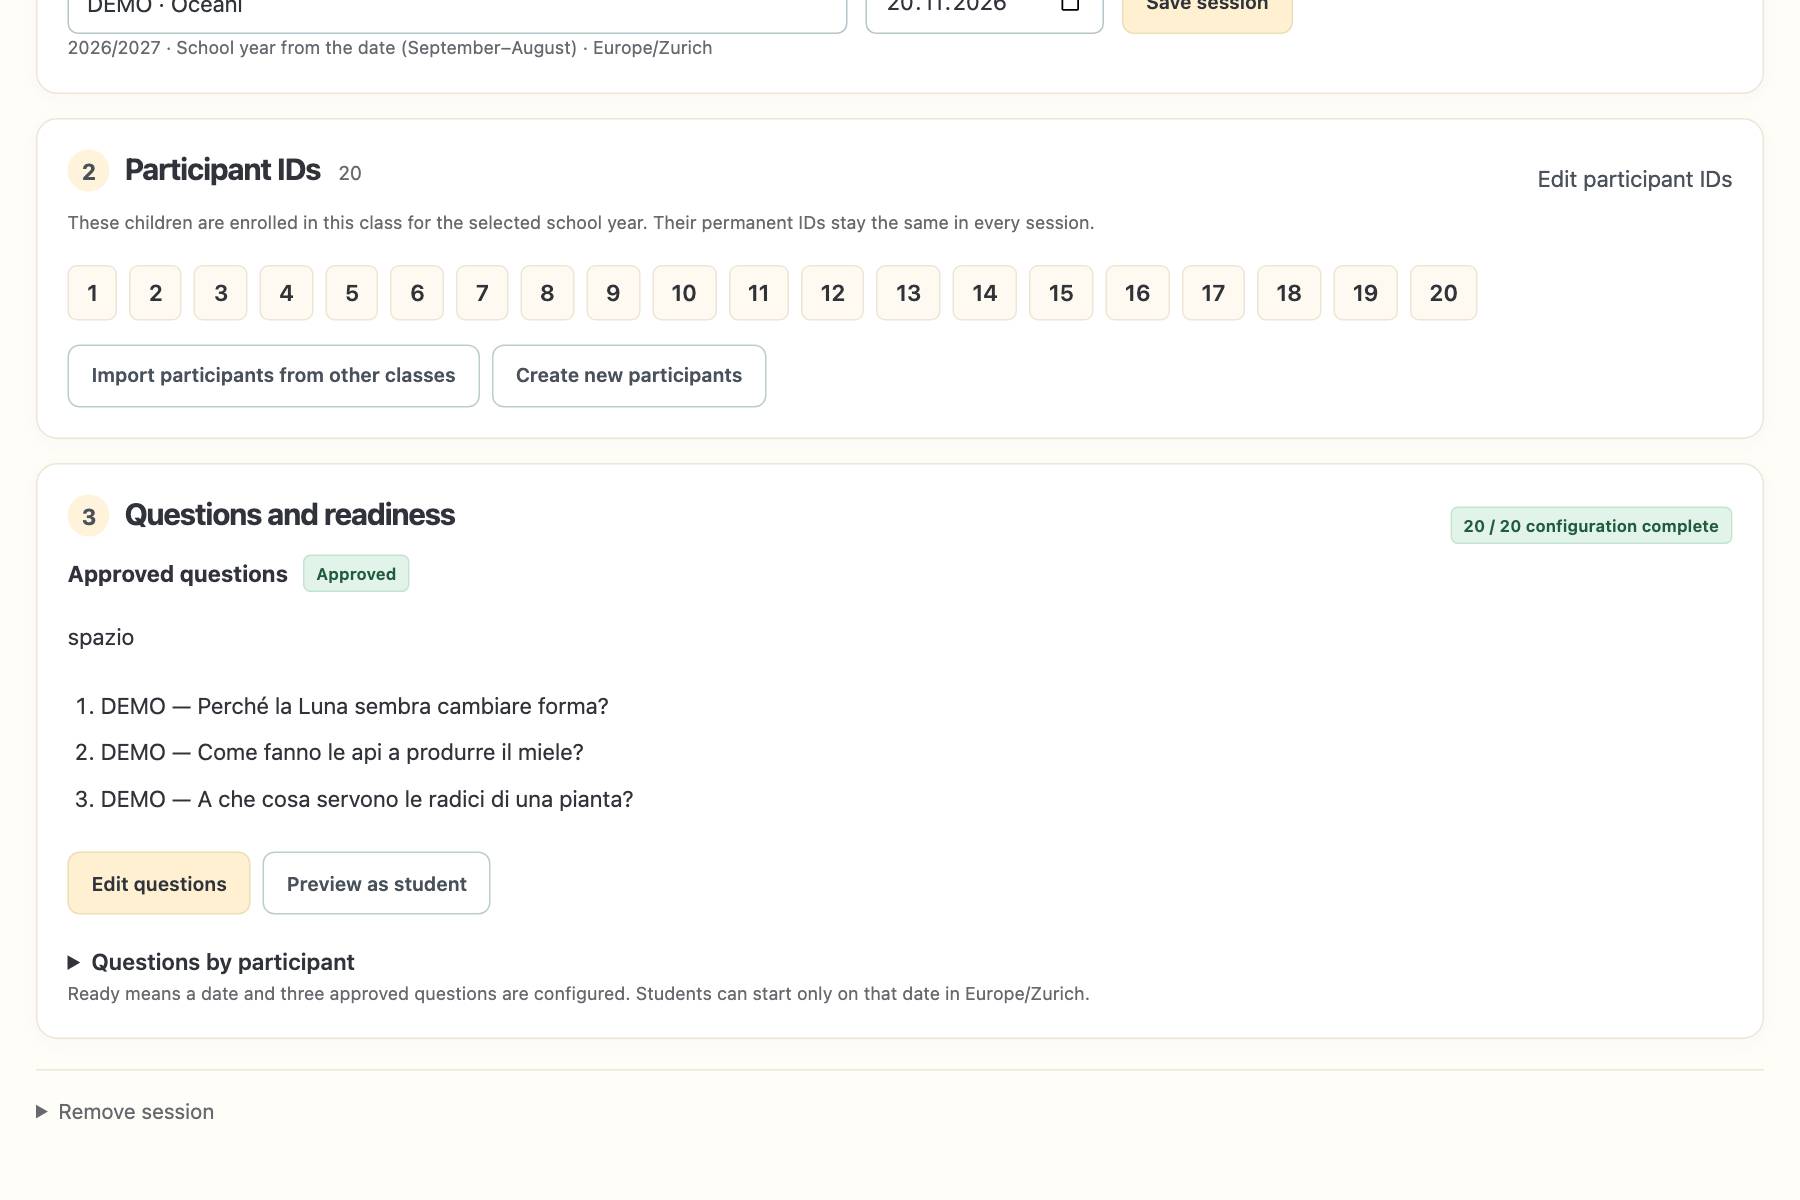 DEMO · Oceani
20.11.2026
Save session
2026/2027 · School year from the date (September–August) · Europe/Zurich
2 Participant IDs 20
Edit participant IDs
These children are enrolled in this class for the selected school year. Their permanent IDs stay the same in every session.
1 2 3 4 5 6 7 8 9 10 11 12 13 14 15 16 17 18 19 20
Import participants from other classes Create new participants
3 Questions and readiness
20 / 20 configuration complete
Approved questions Approved
spazio
1. DEMO — Perché la Luna sembra cambiare forma?
2. DEMO — Come fanno le api a produrre il miele?
3. DEMO — A che cosa servono le radici di una pianta?
Edit questions Preview as student
Questions by participant
Ready means a date and three approved questions are configured. Students can start only on that date in Europe/Zurich.
Remove session